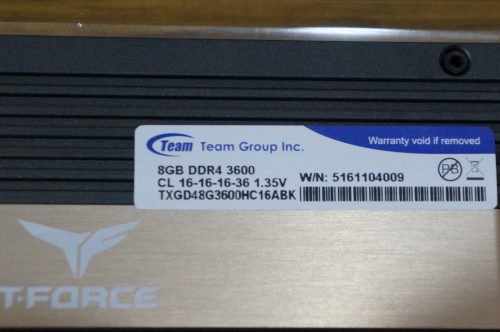 Team Team Group Inc.
Warranty void if removed
8GB DDR4 3600
CL 16-16-16-36 1.35V
TXGD48G3600HC16ABK
W/N: 5161104009
Pb
T-FORCE